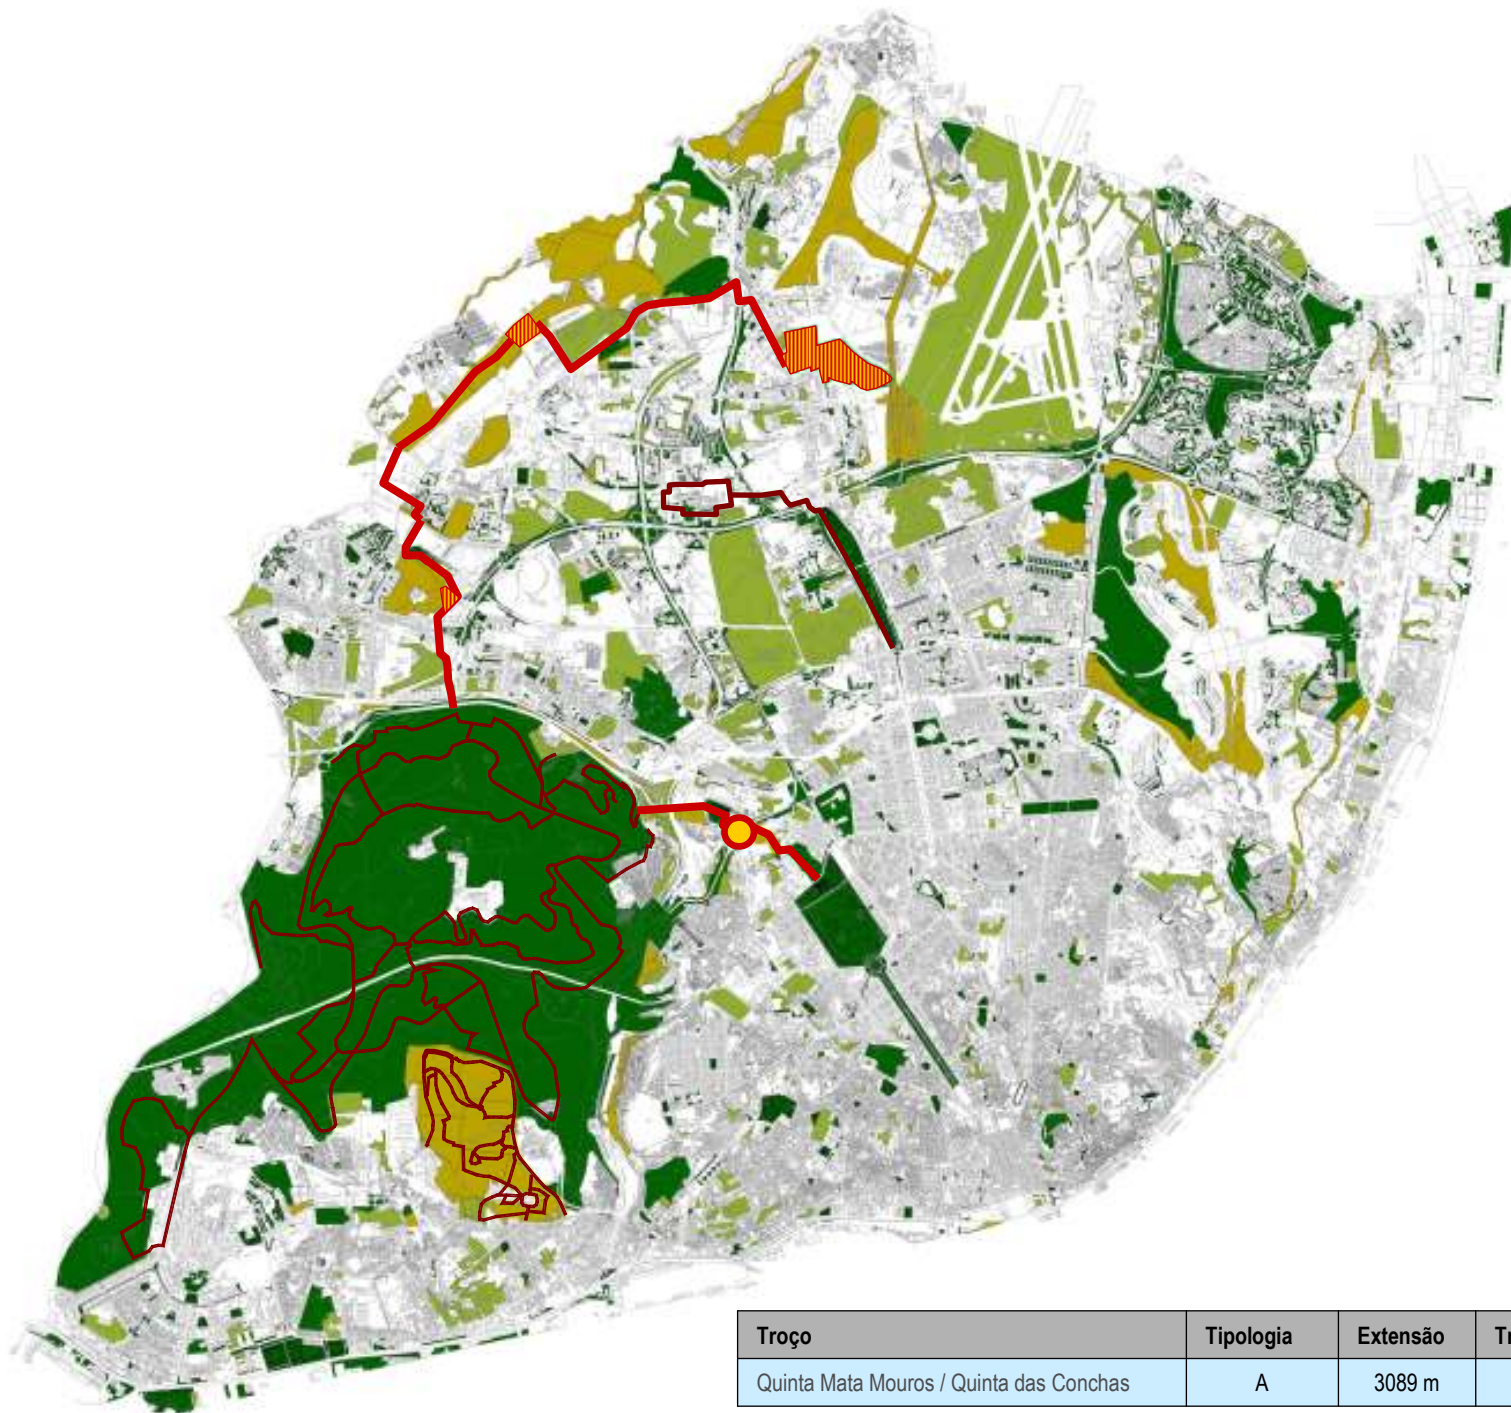 Troço Tipologia Extensão
Quinta Mata Mouros / Quinta das Conchas A 3089 m